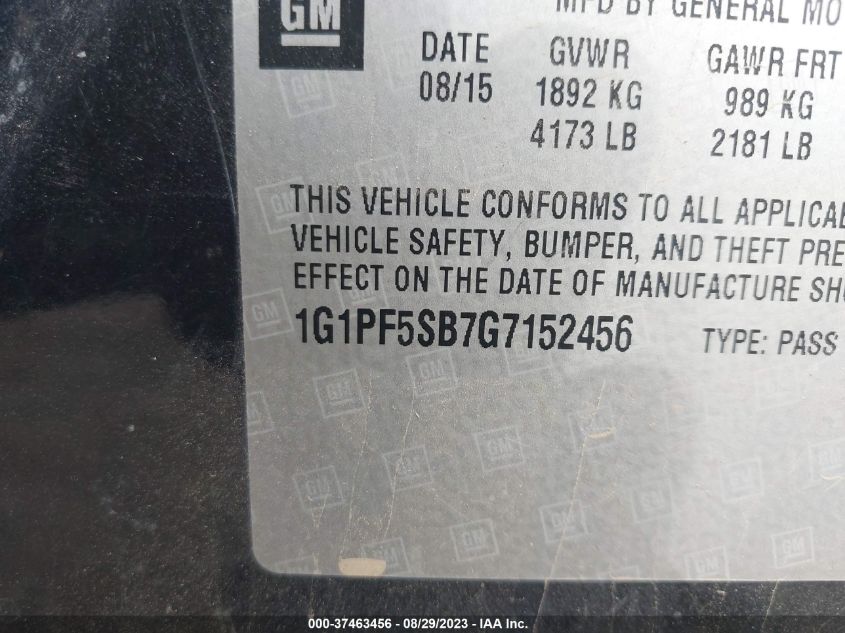 GM
MFD BY GENERAL MO
DATE GVWR GAWR FRT
08/15 1892 KG 989 KG
4173 LB 2181 LB
THIS VEHICLE CONFORMS TO ALL APPLICAB
VEHICLE SAFETY, BUMPER, AND THEFT PRE
EFFECT ON THE DATE OF MANUFACTURE SHO
1G1PF5SB7G7152456 TYPE: PASS
000-37463456 - 08/29/2023 - IAA Inc.